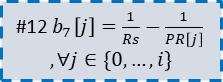 #12 b₇[j] = 1/Rs − 1/PR[j]
, ∀j ∈ {0, … , i}